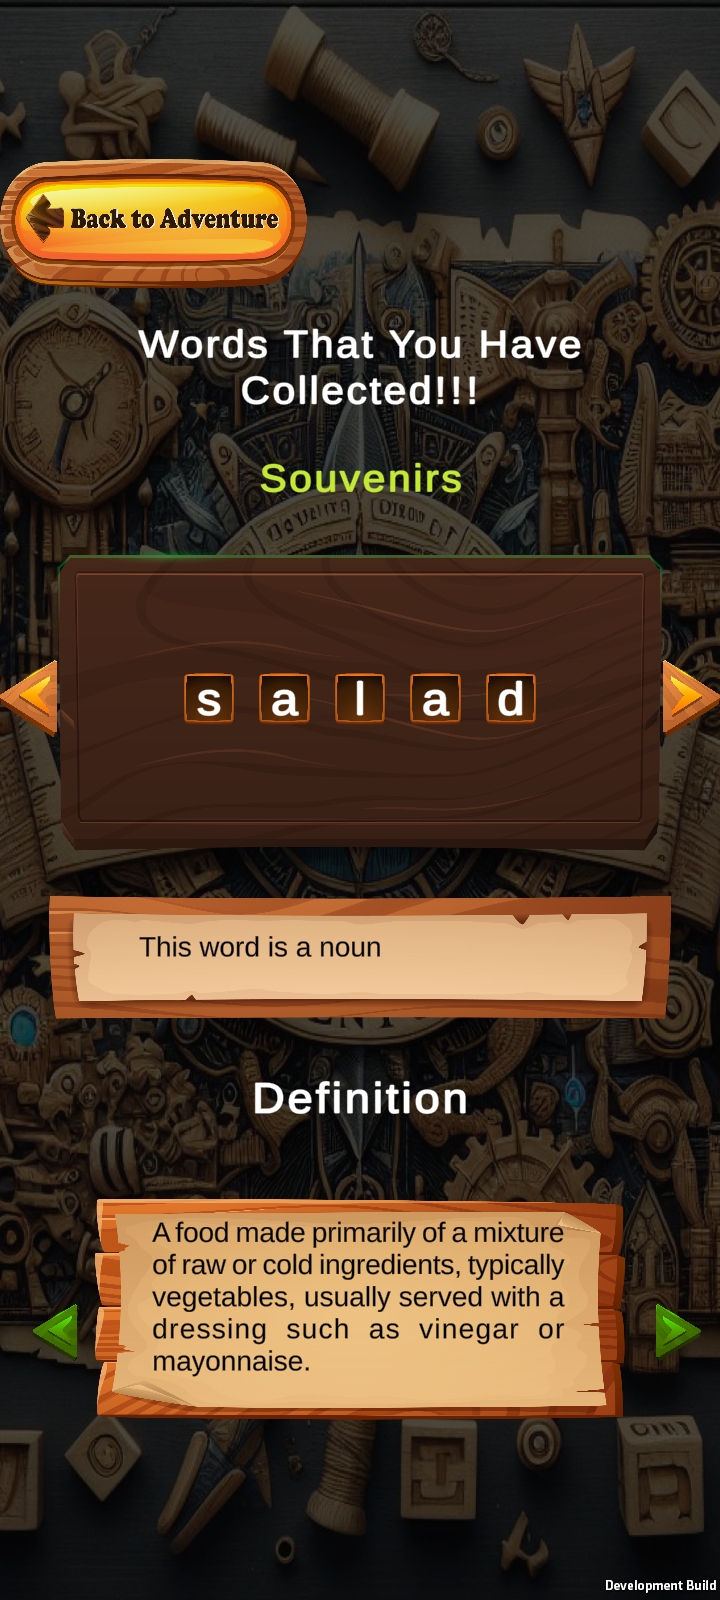 Back to Adventure
Words That You Have
Collected!!!
Souvenirs
s a l a d
This word is a noun
Definition
A food made primarily of a mixture
of raw or cold ingredients, typically
vegetables, usually served with a
dressing such as vinegar or
mayonnaise.
Development Build